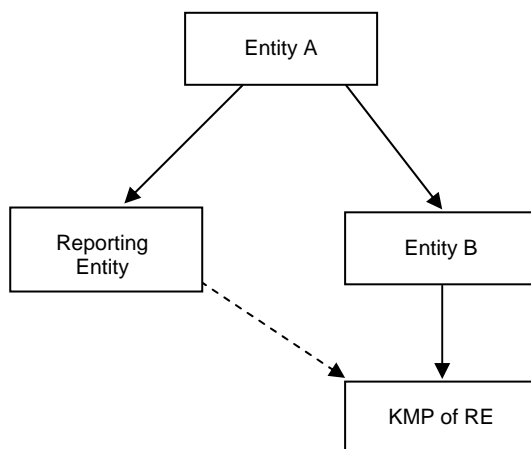 Entity A
Reporting
Entity
Entity B
KMP of RE